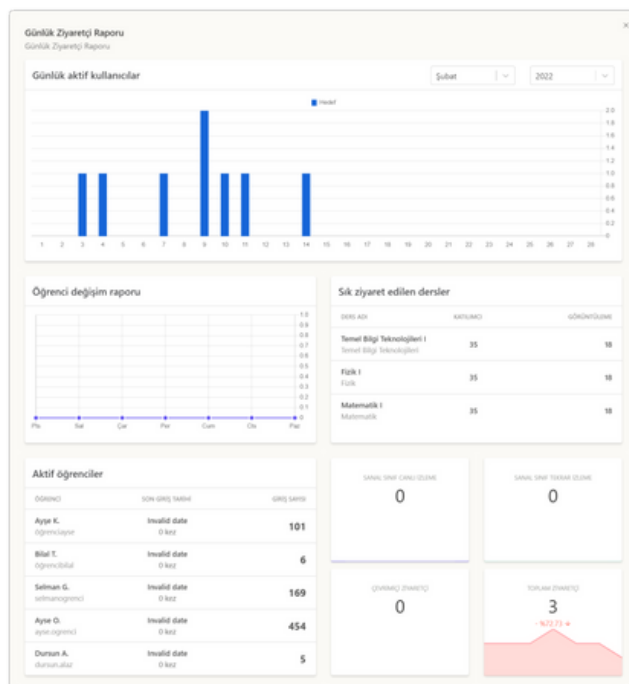 Günlük Ziyaretçi Raporu
Günlük Ziyaretçi Raporu
Günlük aktif kullanıcılar
Şubat
2022
Hedef
2.0
1.8
1.6
1.4
1.2
1.0
0.8
0.6
0.4
0.2
0
1 2 3 4 5 6 7 8 9 10 11 12 13 14 15 16 17 18 19 20 21 22 23 24 25 26 27 28
Öğrenci değişim raporu
1.0
0.9
0.8
0.7
0.6
0.5
0.4
0.3
0.2
0.1
0
Pts Sal Çar Per Cum Cts Paz
Sık ziyaret edilen dersler
DERS ADI KATILIMCI GÖRÜNTÜLEME
Temel Bilgi Teknolojileri I 35 18
Temel Bilgi Teknolojileri
Fizik I 35 18
Fizik
Matematik I 35 18
Matematik
Aktif öğrenciler
ÖĞRENCİ SON GİRİŞ TARİHİ GİRİŞ SAYISI
Ayşe K. Invalid date 101
öğrenciayse 0 kez
Bilal T. Invalid date 6
öğrencibilal 0 kez
Selman G. Invalid date 169
selmanogrenci 0 kez
Ayse O. Invalid date 454
ayse.ogrenci 0 kez
Dursun A. Invalid date 5
dursun.alaz 0 kez
SANAL SINIF CANLI İZLEME
0
SANAL SINIF TEKRAR İZLEME
0
ÇEVRİMİÇİ ZİYARETÇİ
0
TOPLAM ZİYARETÇİ
3
- %72.73